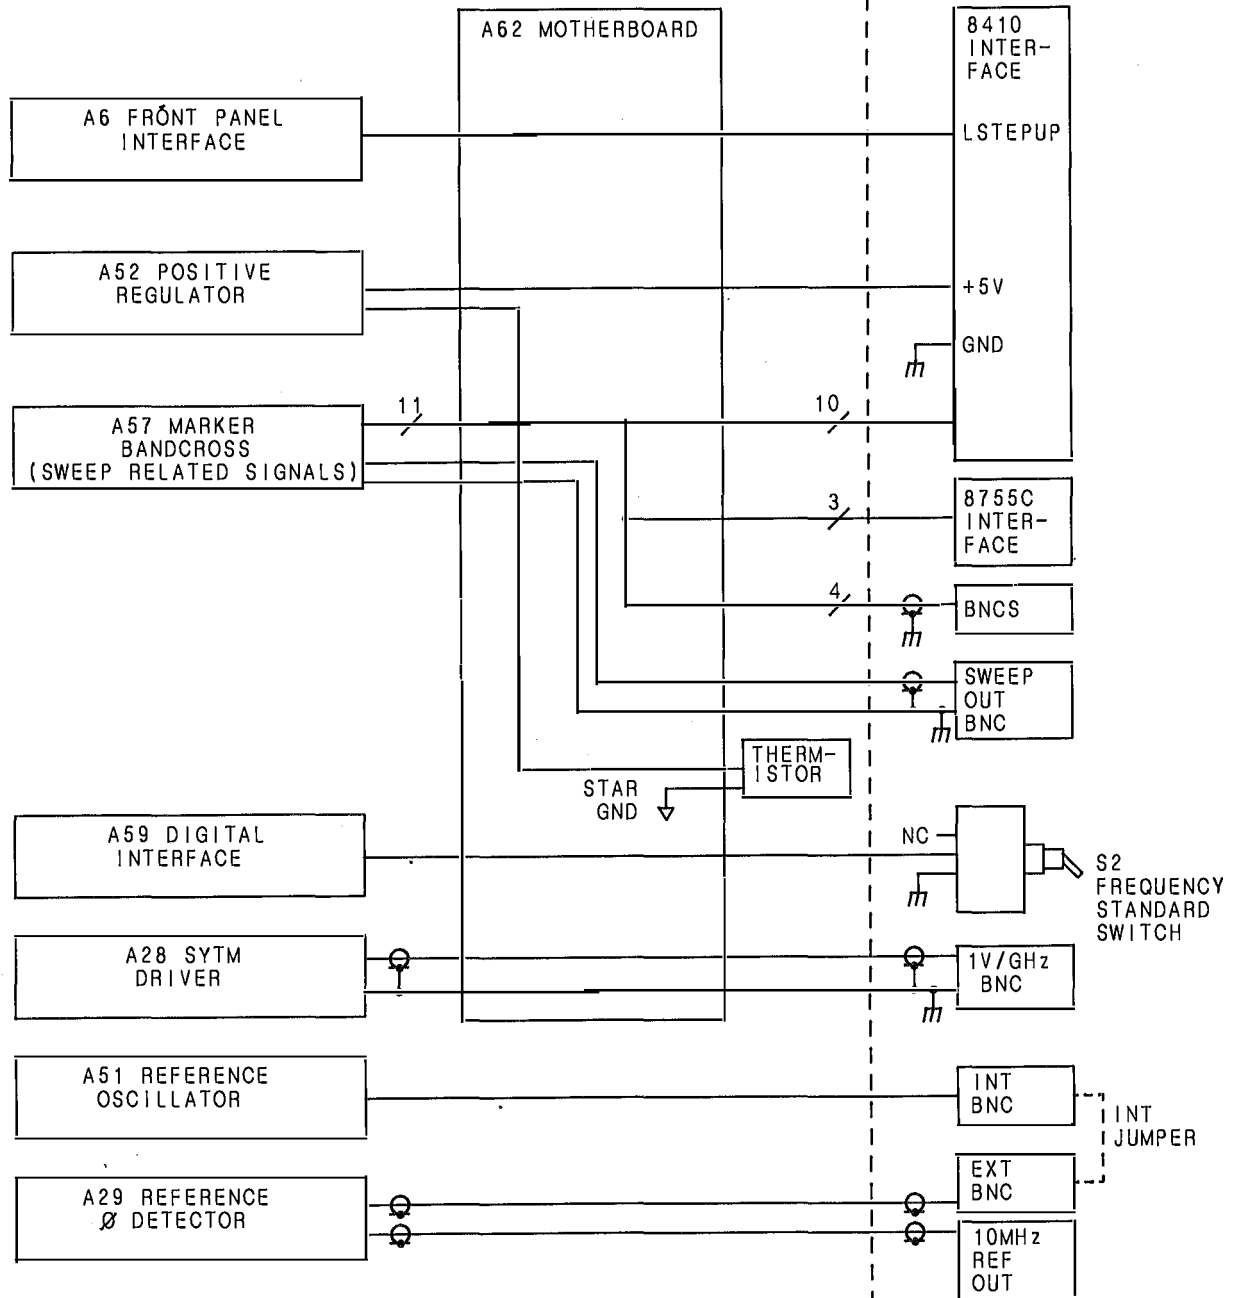 A62 MOTHERBOARD
8410
INTER-
FACE
A6 FRONT PANEL
INTERFACE
LSTEPUP
A52 POSITIVE
REGULATOR
+5V
GND
A57 MARKER
BANDCROSS
(SWEEP RELATED SIGNALS)
11
10
3
8755C
INTER-
FACE
4
BNCS
SWEEP
OUT
BNC
THERM-
ISTOR
STAR
GND
A59 DIGITAL
INTERFACE
NC
S2
FREQUENCY
STANDARD
SWITCH
A28 SYTM
DRIVER
1V/GHz
BNC
A51 REFERENCE
OSCILLATOR
INT
BNC
INT
JUMPER
A29 REFERENCE
Ø DETECTOR
EXT
BNC
10MHz
REF
OUT